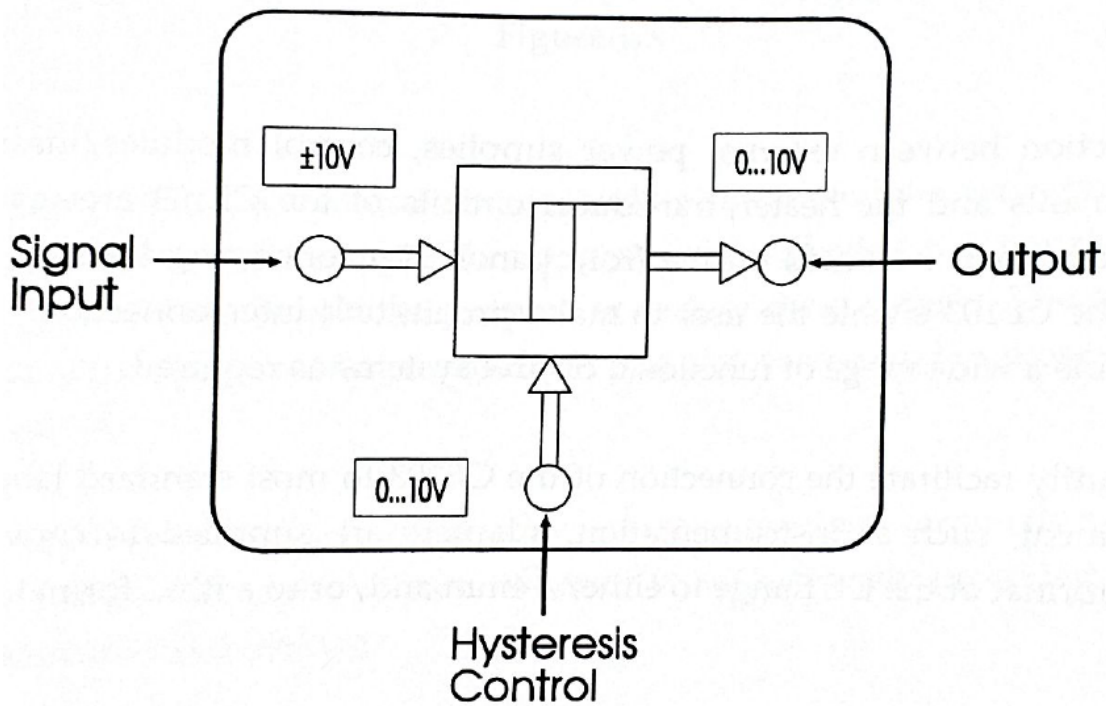 ±10V
0...10V
Signal
Input
Output
0...10V
Hysteresis
Control